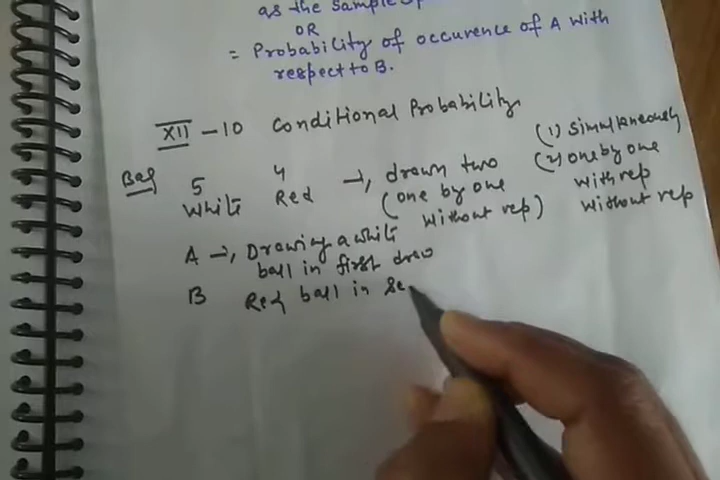 as the sample
OR
= Probability of occurence of A with
respect to B.
XII - 10 Conditional Probability
Bag 5 4 →, drawn two (1) simultaneously
White Red (one by one (2) one by one
without rep) with rep
without rep
A →, Drawing a white
ball in first draw
B Red ball in se